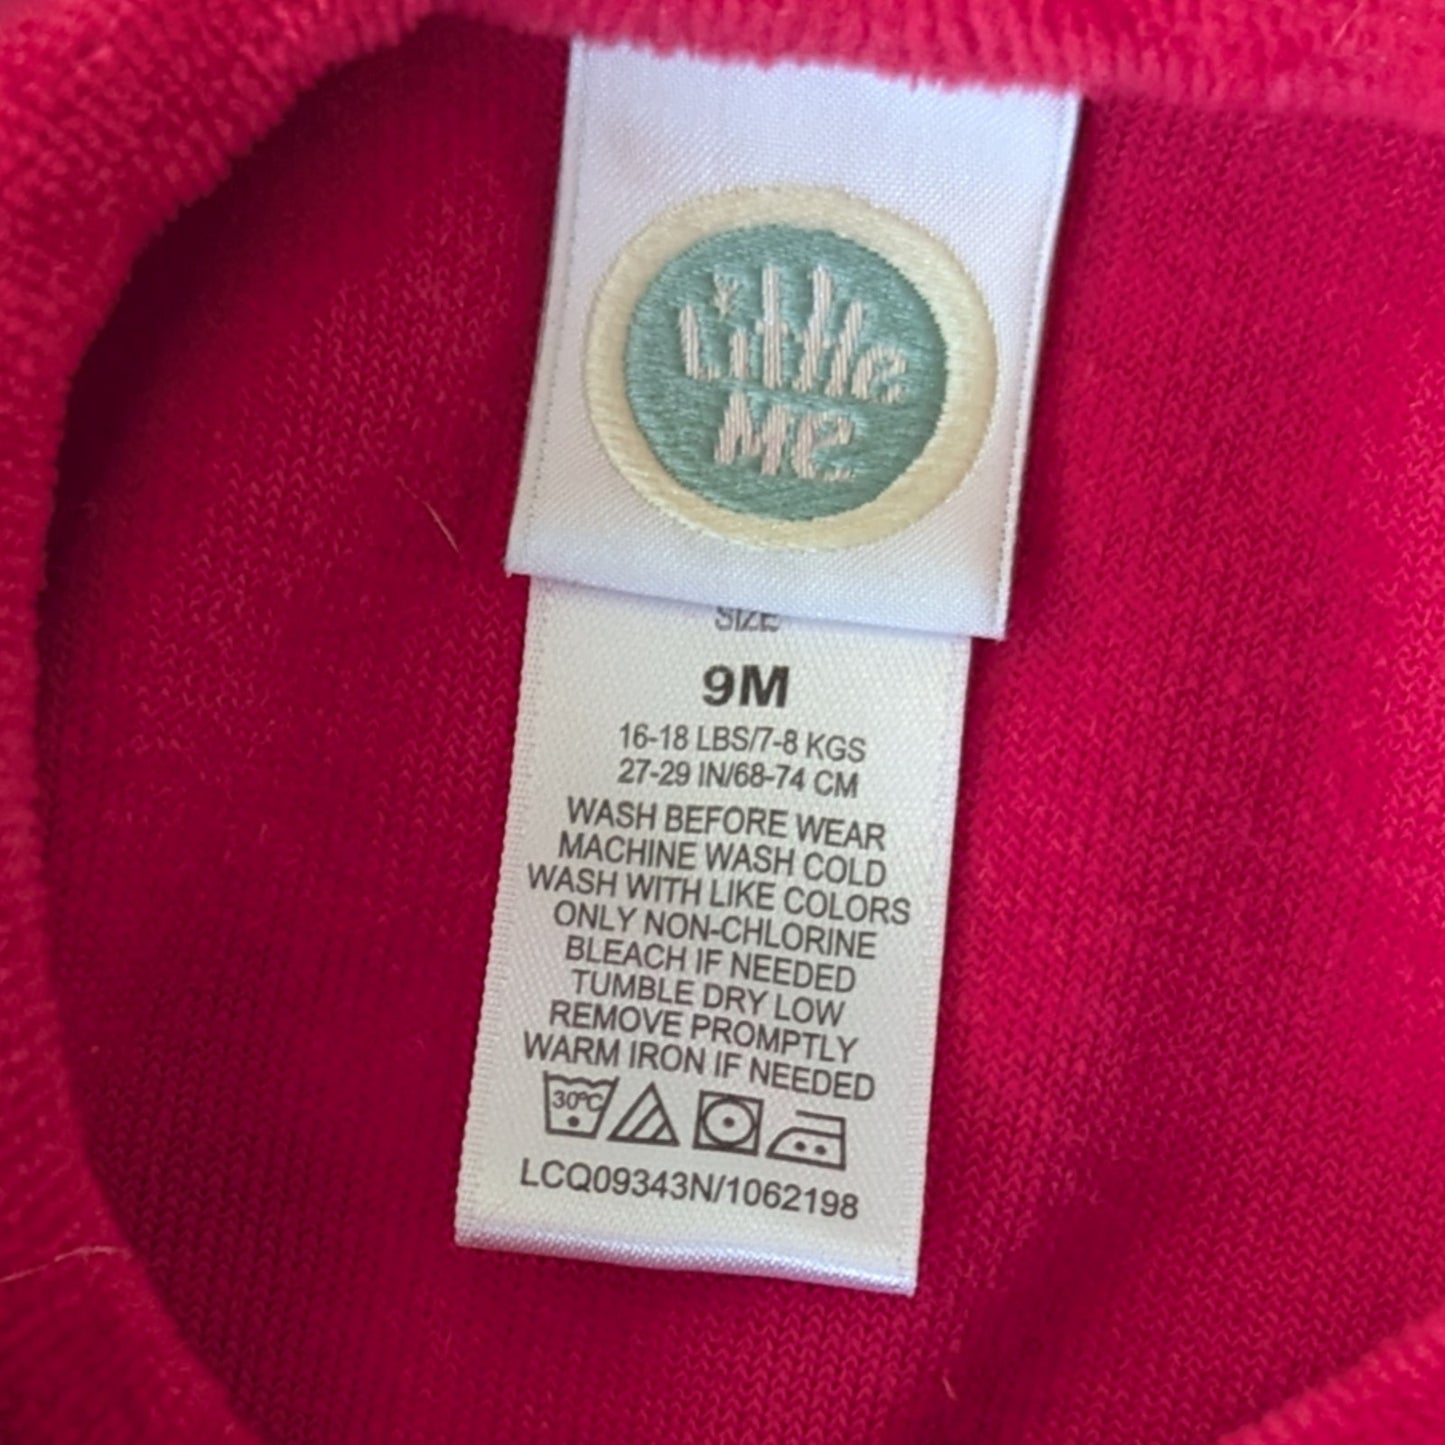 Little
Me
SIZE
9M
16-18 LBS/7-8 KGS
27-29 IN/68-74 CM
WASH BEFORE WEAR
MACHINE WASH COLD
WASH WITH LIKE COLORS
ONLY NON-CHLORINE
BLEACH IF NEEDED
TUMBLE DRY LOW
REMOVE PROMPTLY
WARM IRON IF NEEDED
30°C
LCQ09343N/1062198